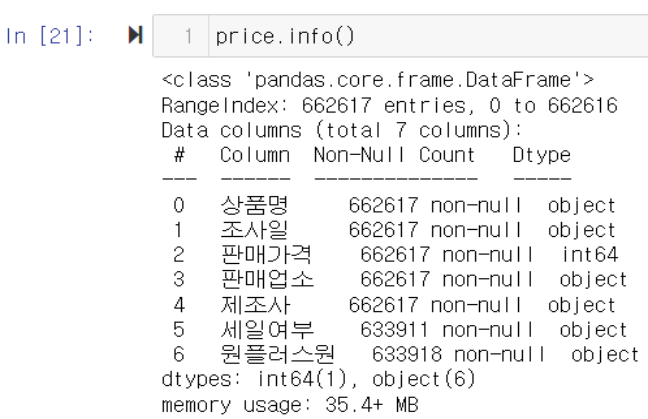 In [21]: 1 price.info()
<class 'pandas.core.frame.DataFrame'>
RangeIndex: 662617 entries, 0 to 662616
Data columns (total 7 columns):
# Column Non-Null Count Dtype
--- ------ -------------- -----
0 상품명 662617 non-null object
1 조사일 662617 non-null object
2 판매가격 662617 non-null int64
3 판매업소 662617 non-null object
4 제조사 662617 non-null object
5 세일여부 633911 non-null object
6 원플러스원 633918 non-null object
dtypes: int64(1), object(6)
memory usage: 35.4+ MB